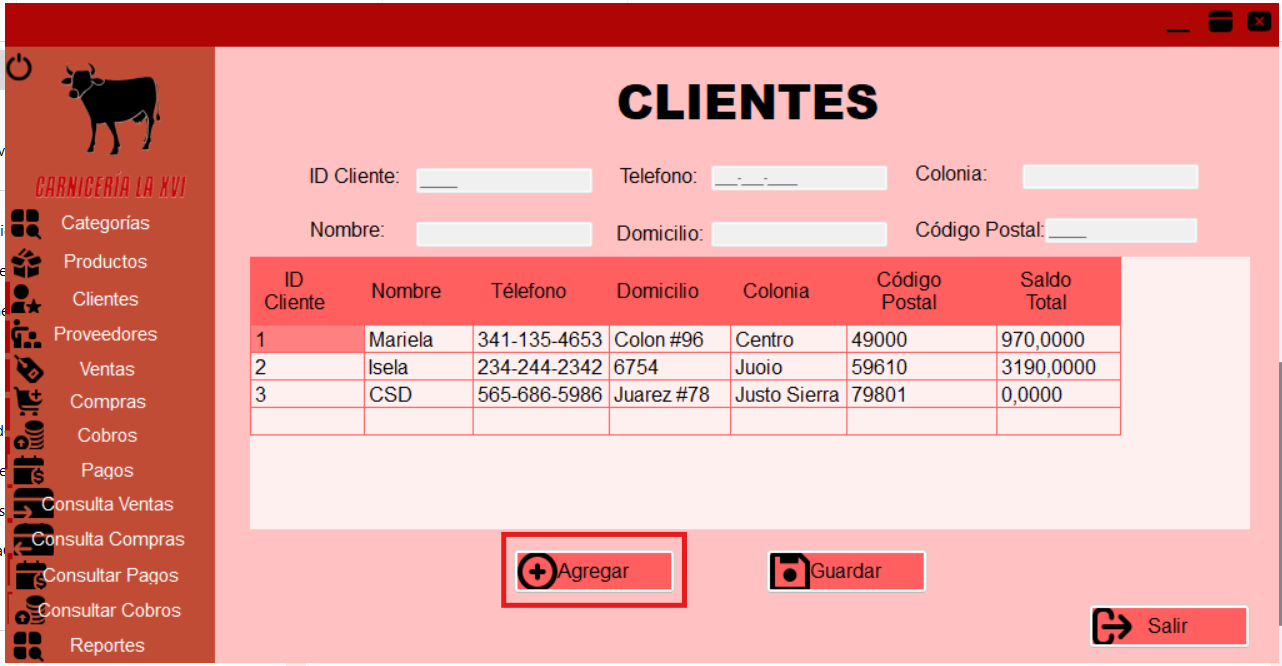 CLIENTES
CARNICERÍA LA XVI
Categorías
Productos
Clientes
Proveedores
Ventas
Compras
Cobros
Pagos
Consulta Ventas
Consulta Compras
Consultar Pagos
Consultar Cobros
Reportes
ID Cliente: ____ Telefono: __-__-____ Colonia:
Nombre: Domicilio: Código Postal: ____
ID Cliente Nombre Télefono Domicilio Colonia Código Postal Saldo Total
1 Mariela 341-135-4653 Colon #96 Centro 49000 970,0000
2 Isela 234-244-2342 6754 Juoio 59610 3190,0000
3 CSD 565-686-5986 Juarez #78 Justo Sierra 79801 0,0000
Agregar Guardar
Salir